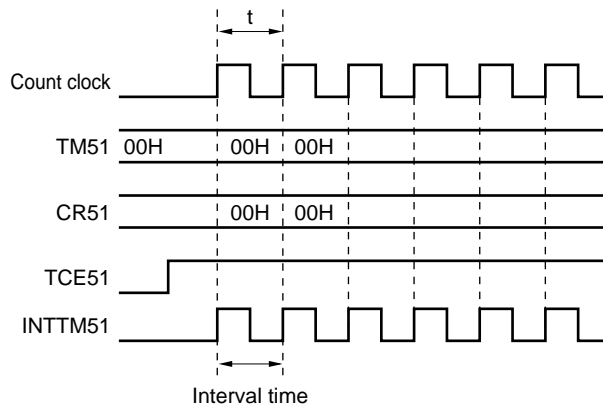 t
Count clock
TM51 00H 00H 00H
CR51 00H 00H
TCE51
INTTM51
Interval time